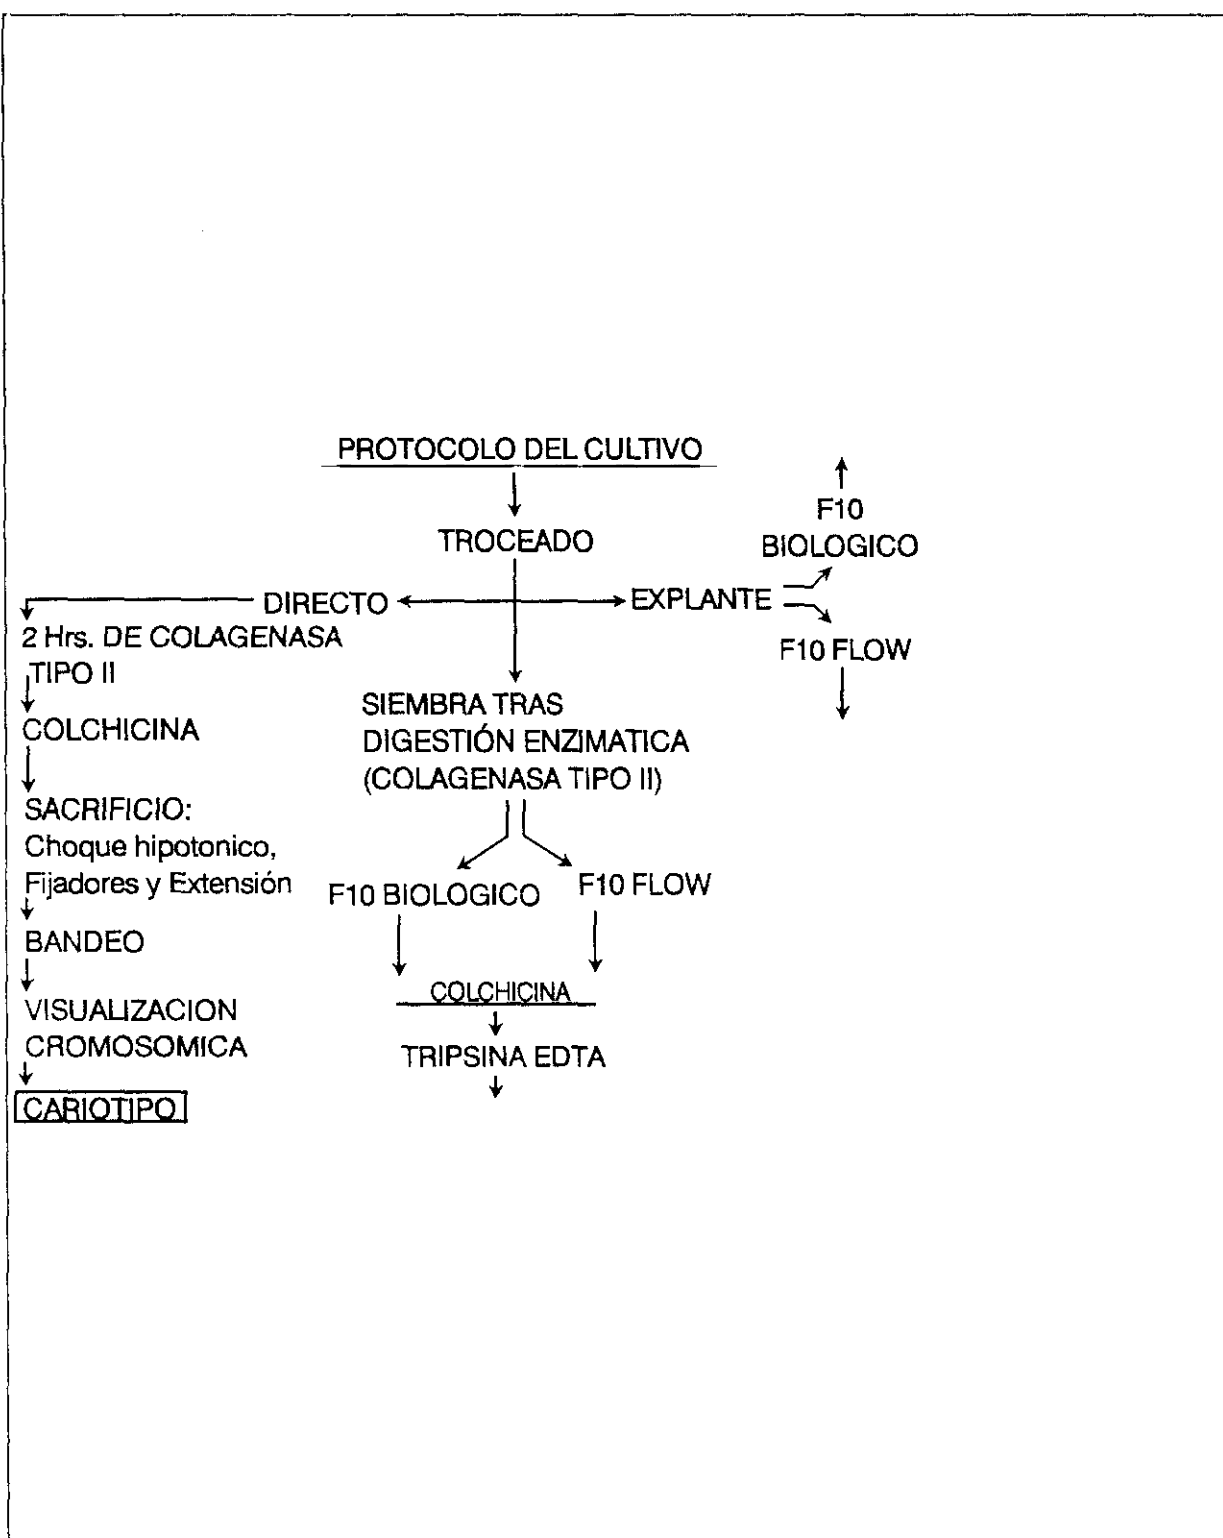 PROTOCOLO DEL CULTIVO
TROCEADO
DIRECTO
EXPLANTE
F10
BIOLOGICO
F10 FLOW
2 Hrs. DE COLAGENASA
TIPO II
COLCHICINA
SACRIFICIO:
Choque hipotonico,
Fijadores y Extensión
BANDEO
VISUALIZACION
CROMOSOMICA
CARIOTIPO
SIEMBRA TRAS
DIGESTIÓN ENZIMATICA
(COLAGENASA TIPO II)
F10 BIOLOGICO
F10 FLOW
COLCHICINA
TRIPSINA EDTA